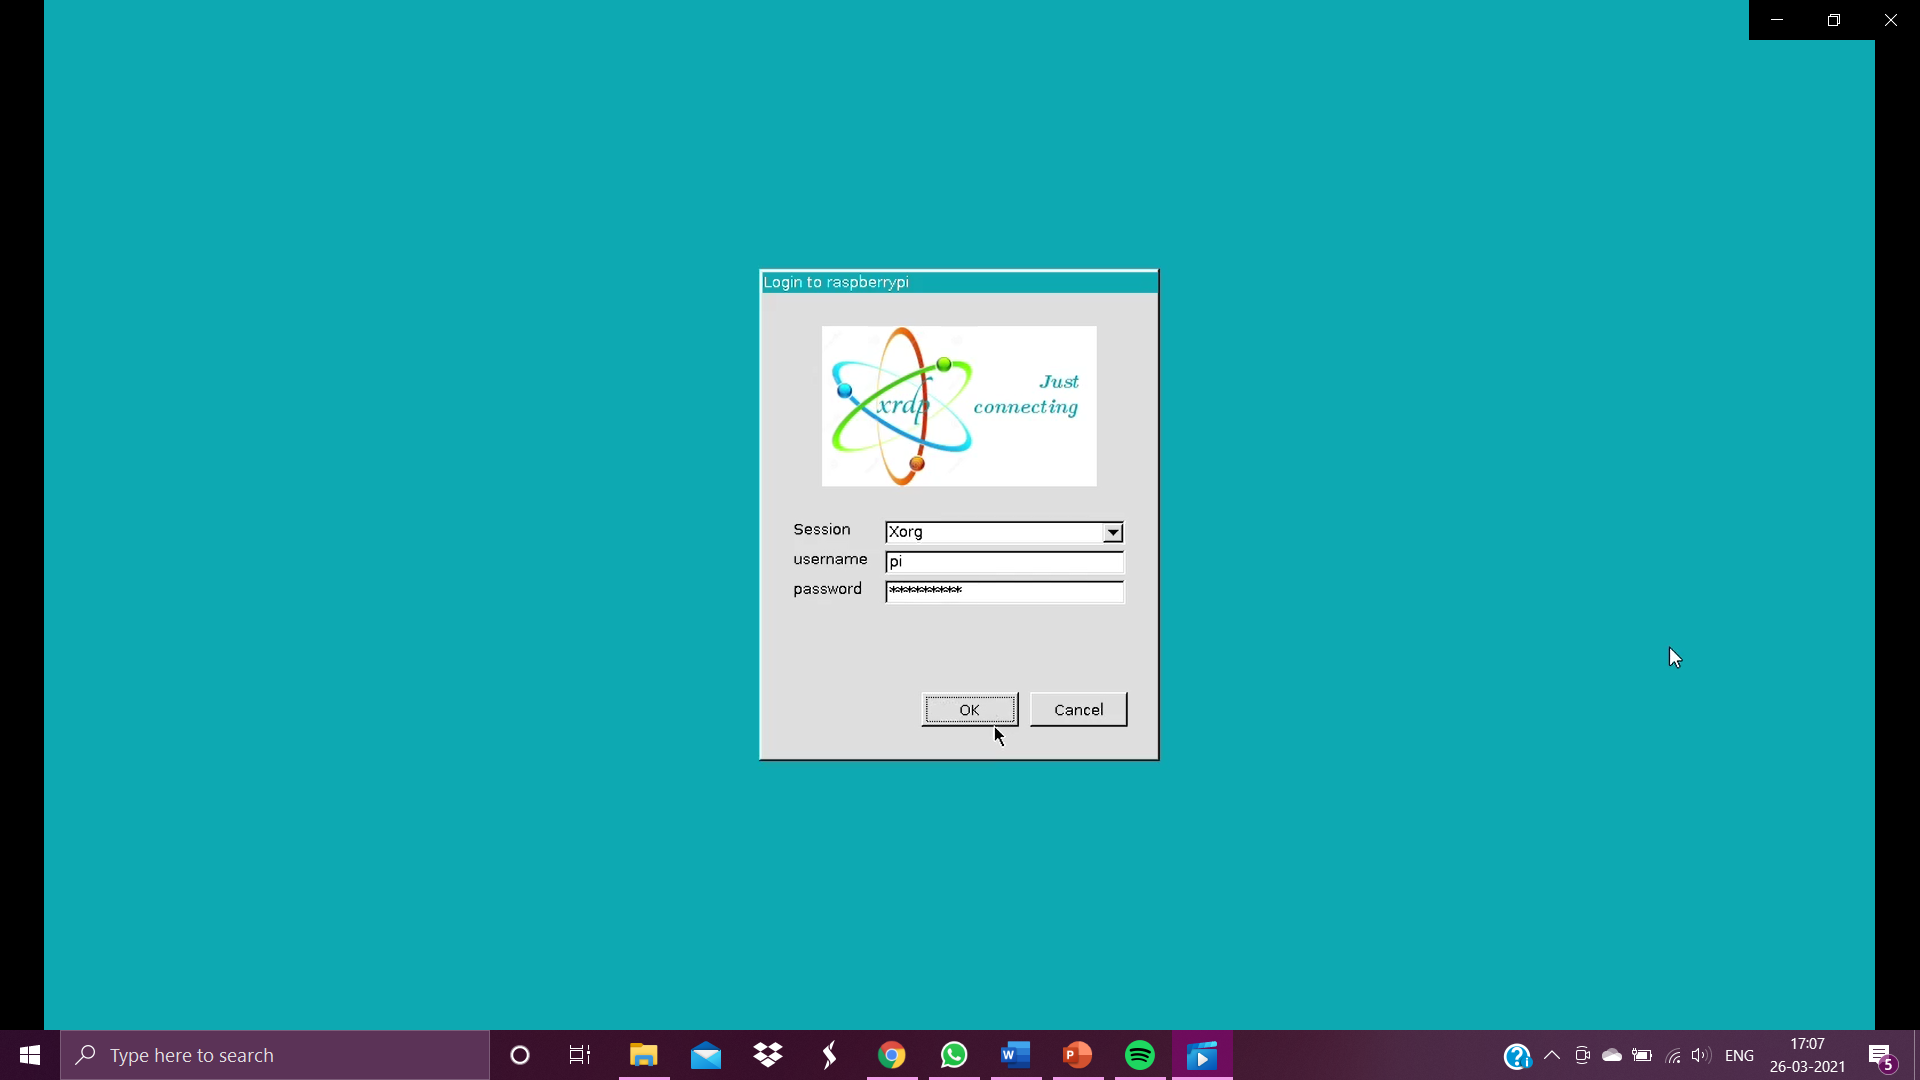 Login to raspberrypi
xrdp
Just
connecting
Session
Xorg
username
pi
password
*********
OK
Cancel
Type here to search
ENG
17:07
26-03-2021
5